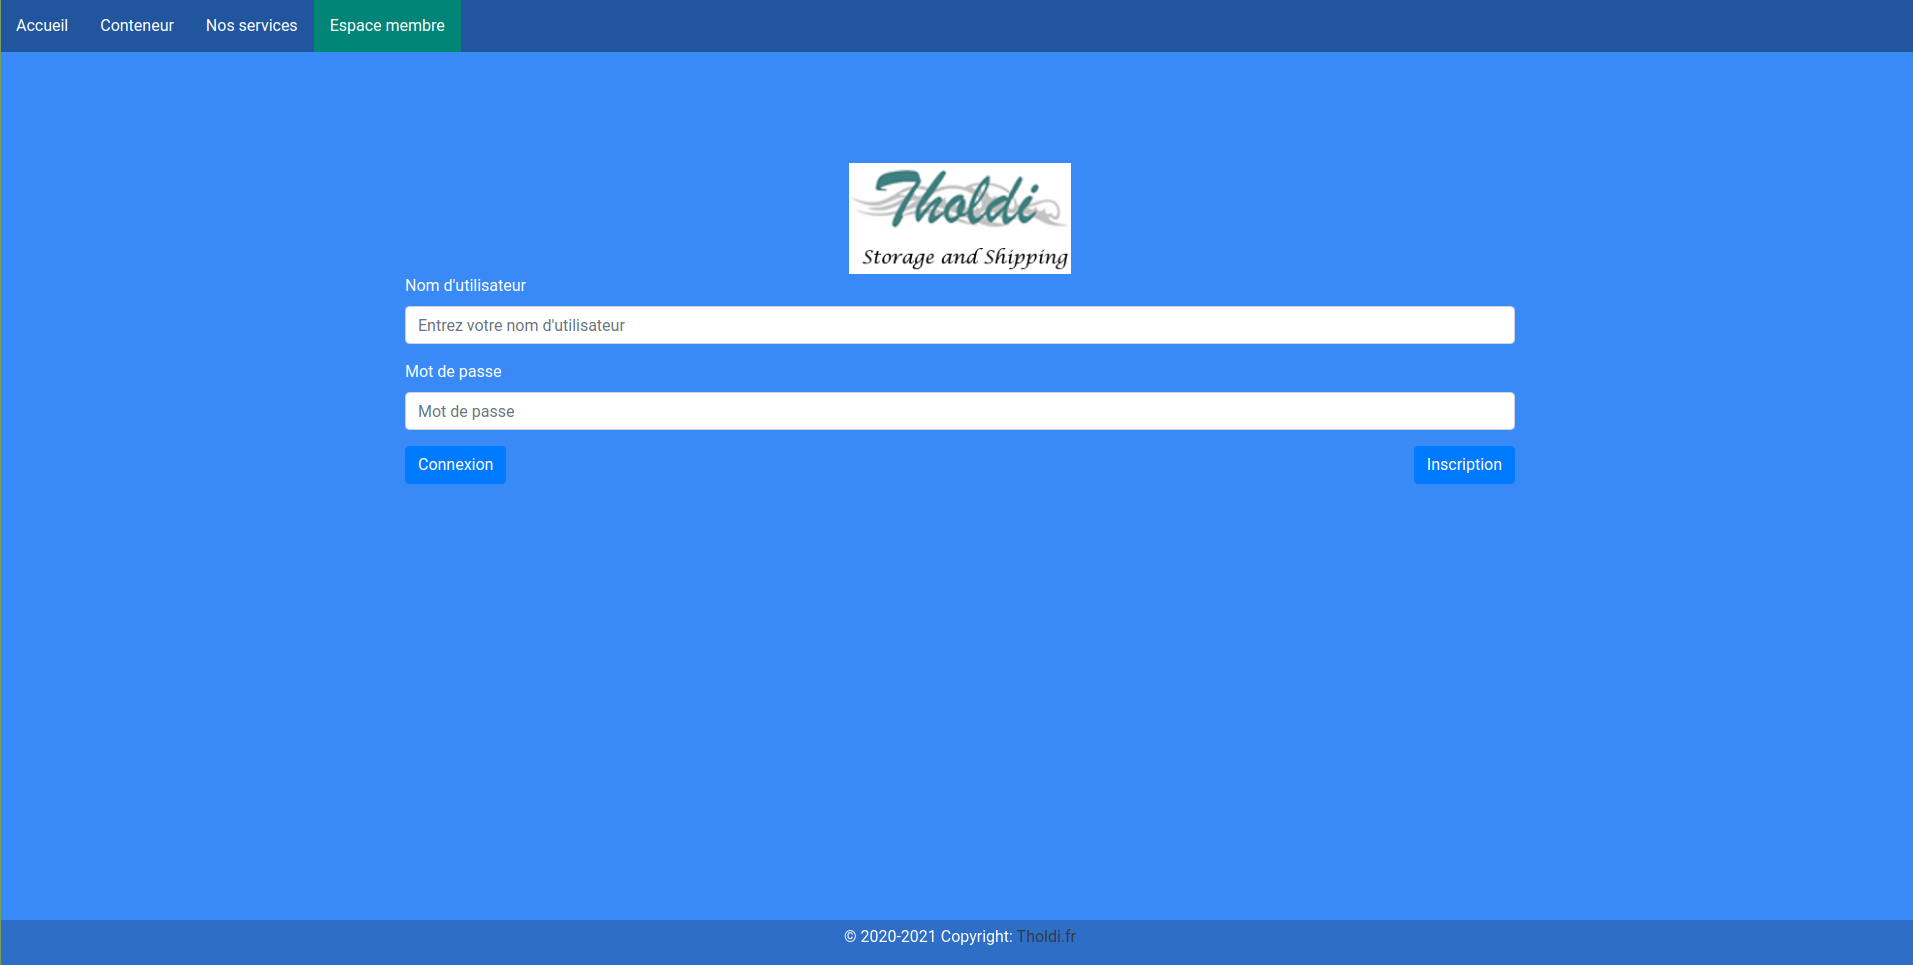 Accueil Conteneur Nos services Espace membre
Tholdi
Storage and Shipping
Nom d'utilisateur
Entrez votre nom d'utilisateur
Mot de passe
Mot de passe
Connexion Inscription
© 2020-2021 Copyright: Tholdi.fr